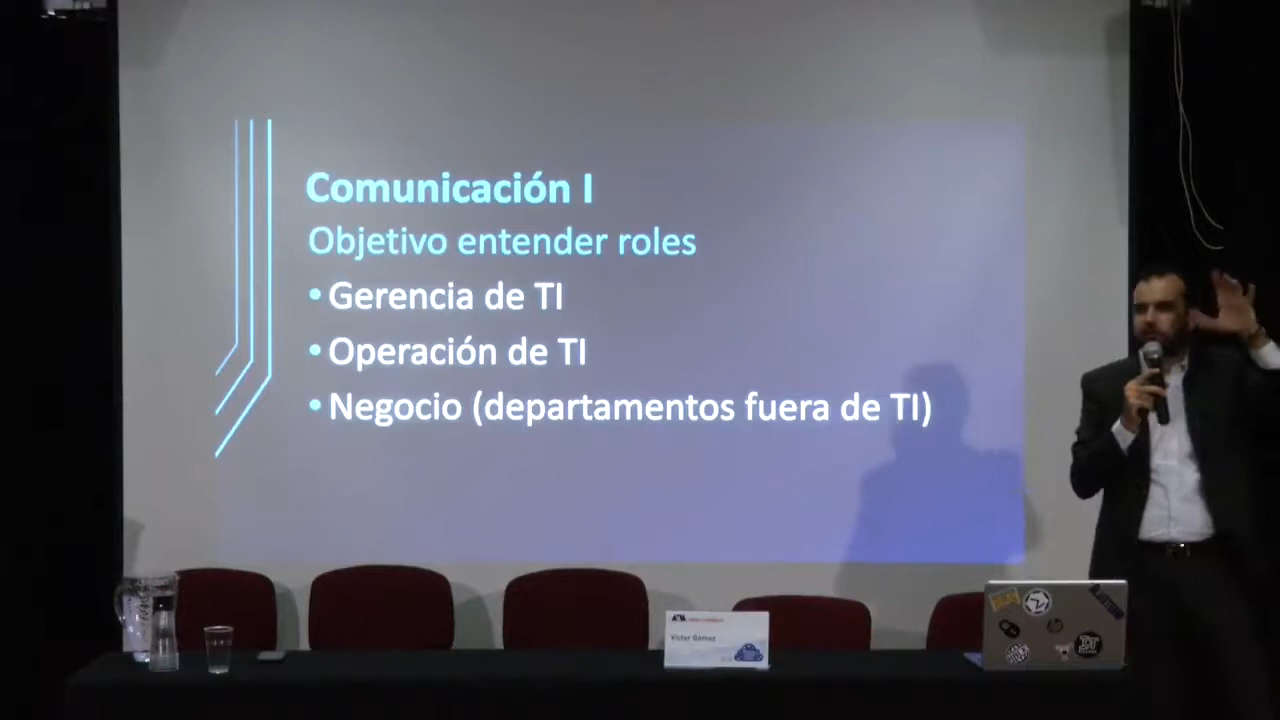 Comunicación I
Objetivo entender roles
• Gerencia de TI
• Operación de TI
• Negocio (departamentos fuera de TI)
Víctor Gómez